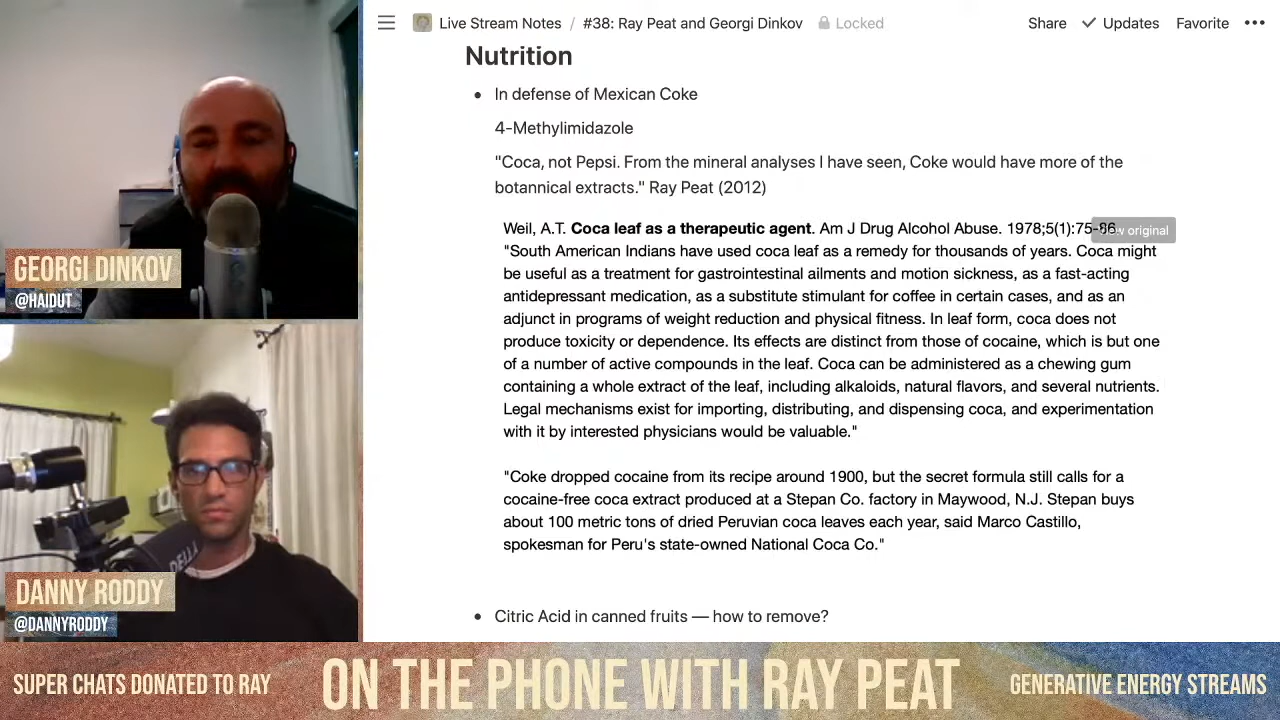 Live Stream Notes / #38: Ray Peat and Georgi Dinkov Locked Share Updates Favorite
Nutrition
In defense of Mexican Coke
4-Methylimidazole
"Coca, not Pepsi. From the mineral analyses I have seen, Coke would have more of the
botannical extracts." Ray Peat (2012)
Weil, A.T. Coca leaf as a therapeutic agent. Am J Drug Alcohol Abuse. 1978;5(1):75-86.
original
"South American Indians have used coca leaf as a remedy for thousands of years. Coca might
be useful as a treatment for gastrointestinal ailments and motion sickness, as a fast-acting
antidepressant medication, as a substitute stimulant for coffee in certain cases, and as an
adjunct in programs of weight reduction and physical fitness. In leaf form, coca does not
produce toxicity or dependence. Its effects are distinct from those of cocaine, which is but one
of a number of active compounds in the leaf. Coca can be administered as a chewing gum
containing a whole extract of the leaf, including alkaloids, natural flavors, and several nutrients.
Legal mechanisms exist for importing, distributing, and dispensing coca, and experimentation
with it by interested physicians would be valuable."
"Coke dropped cocaine from its recipe around 1900, but the secret formula still calls for a
cocaine-free coca extract produced at a Stepan Co. factory in Maywood, N.J. Stepan buys
about 100 metric tons of dried Peruvian coca leaves each year, said Marco Castillo,
spokesman for Peru's state-owned National Coca Co."
Citric Acid in canned fruits — how to remove?
GEORGI DINKOV
@HAIDUT
DANNY RODDY
@DANNYRODDY
SUPER CHATS DONATED TO RAY
ON THE PHONE WITH RAY PEAT
GENERATIVE ENERGY STREAMS